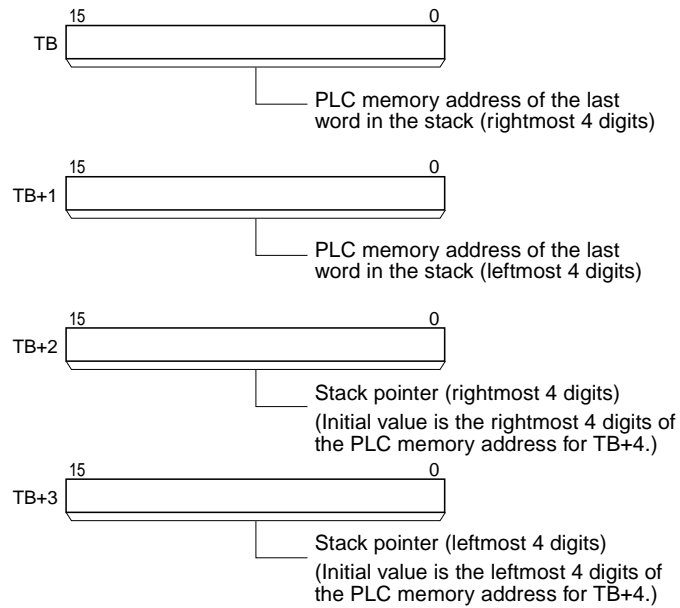 15 0
TB
PLC memory address of the last
word in the stack (rightmost 4 digits)
15 0
TB+1
PLC memory address of the last
word in the stack (leftmost 4 digits)
15 0
TB+2
Stack pointer (rightmost 4 digits)
(Initial value is the rightmost 4 digits of
the PLC memory address for TB+4.)
15 0
TB+3
Stack pointer (leftmost 4 digits)
(Initial value is the leftmost 4 digits of
the PLC memory address for TB+4.)